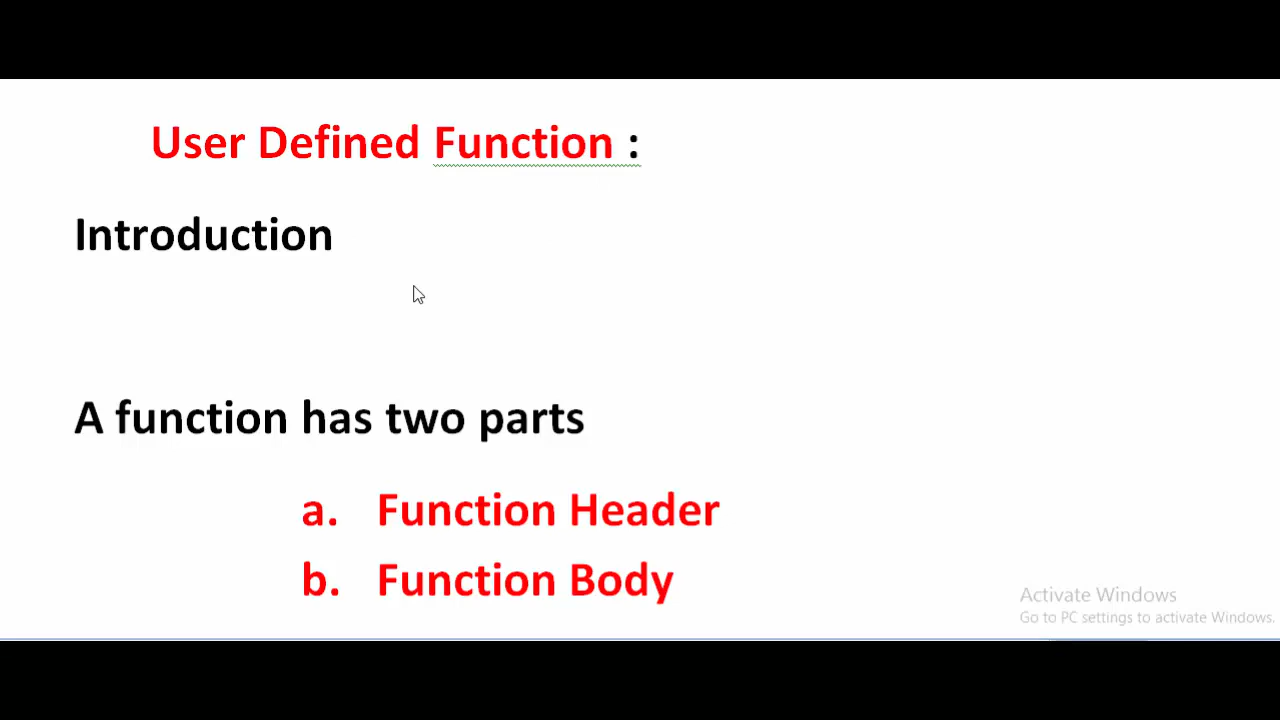 User Defined Function :
Introduction
A function has two parts
a. Function Header
b. Function Body
Activate Windows
Go to PC settings to activate Windows.